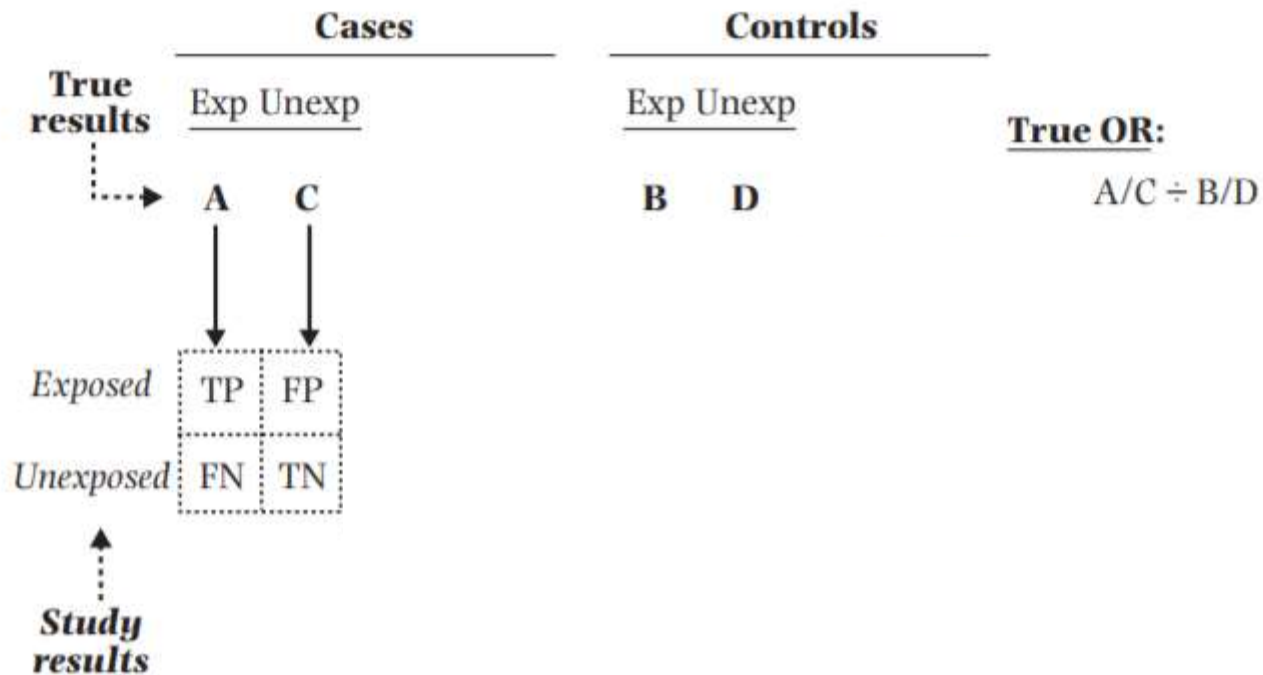 Cases Controls
True results
Exp Unexp
Exp Unexp
True OR:
A C
B D
A/C ÷ B/D
Exposed TP FP
Unexposed FN TN
Study
results